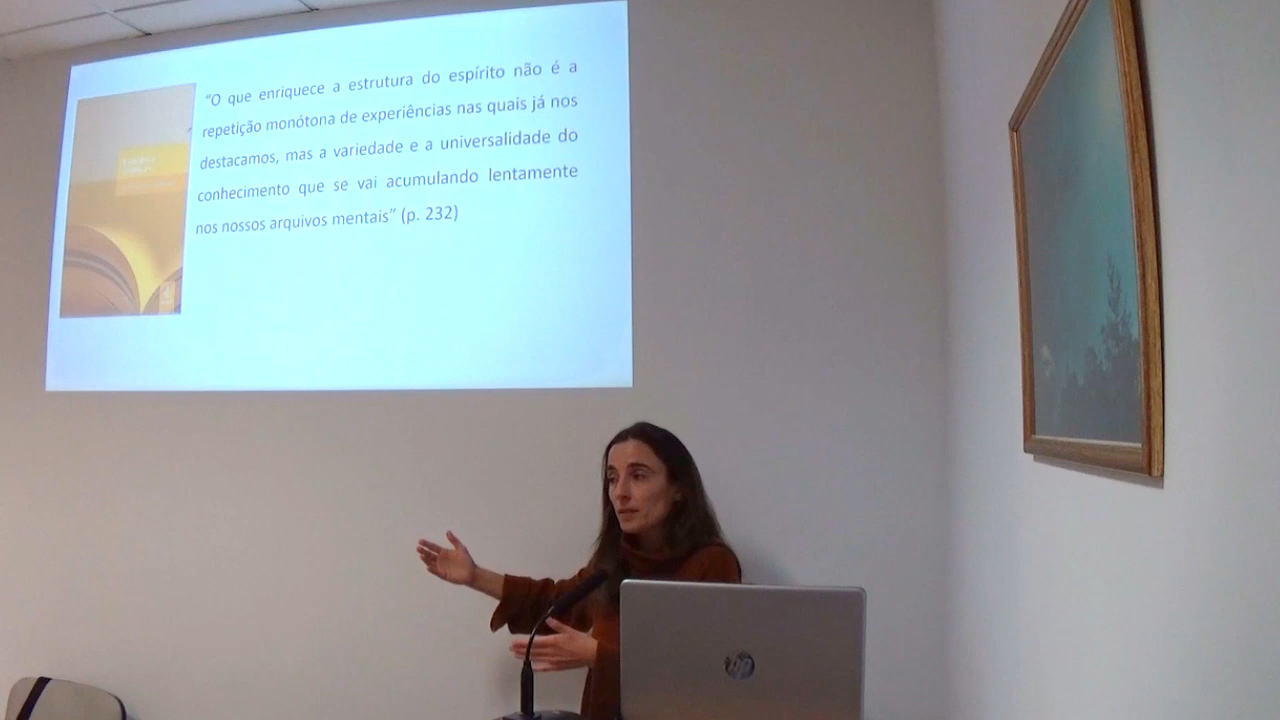 “O que enriquece a estrutura do espírito não é a
repetição monótona de experiências nas quais já nos
destacamos, mas a variedade e a universalidade do
conhecimento que se vai acumulando lentamente
nos nossos arquivos mentais” (p. 232)
hp